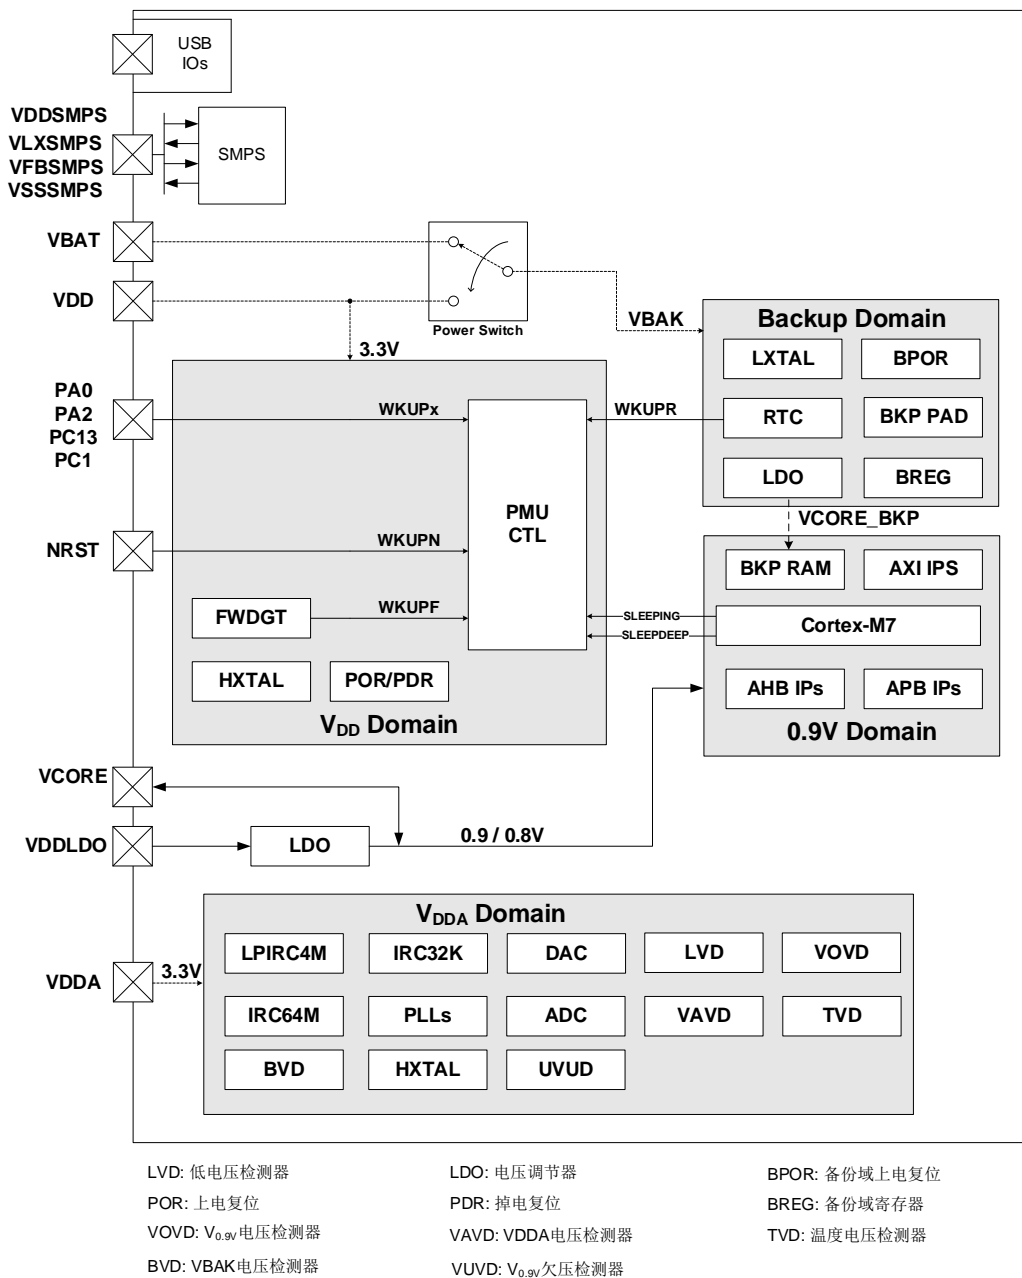 USB
IOs
VDDSMPS
VLXSMPS
VFBSMPS
VSSSMPS
SMPS
VBAT
VDD
Power Switch
VBAK
3.3V
Backup Domain
LXTAL
BPOR
RTC
BKP PAD
LDO
BREG
PA0
PA2
PC13
PC1
WKUPx
WKUPR
PMU
CTL
VCORE_BKP
NRST
WKUPN
BKP RAM
AXI IPS
FWDGT
WKUPF
SLEEPING
SLEEPDEEP
Cortex-M7
HXTAL
POR/PDR
AHB IPs
APB IPs
VDD Domain
0.9V Domain
VCORE
VDDLDO
LDO
0.9 / 0.8V
VDDA Domain
VDDA
3.3V
LPIRC4M
IRC32K
DAC
LVD
VOVD
IRC64M
PLLs
ADC
VAVD
TVD
BVD
HXTAL
UVUD
LVD: 低电压检测器
LDO: 电压调节器
BPOR: 备份域上电复位
POR: 上电复位
PDR: 掉电复位
BREG: 备份域寄存器
VOVD: V0.9V电压检测器
VAVD: VDDA电压检测器
TVD: 温度电压检测器
BVD: VBAK电压检测器
VUVD: V0.9V欠压检测器